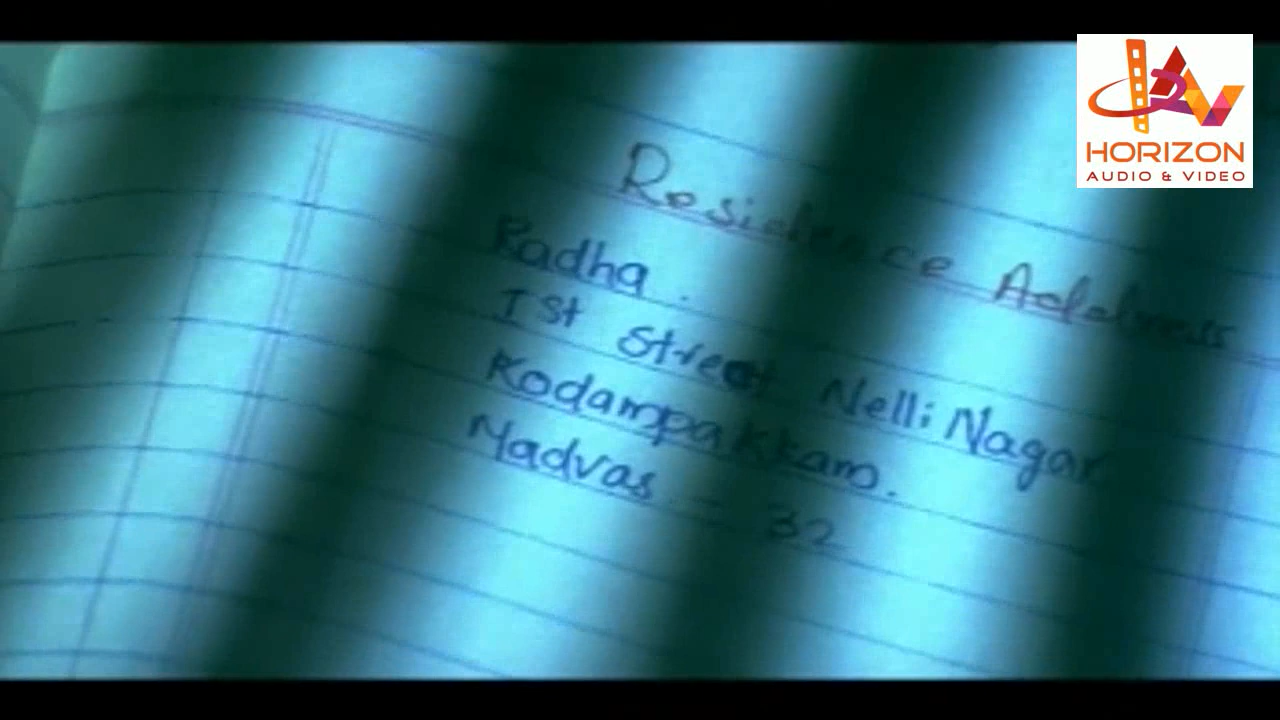 HORIZON
AUDIO & VIDEO
Residence Address
Radha.
Ist Street Nelli Nagar
Kodampakkam.
Madras - 32